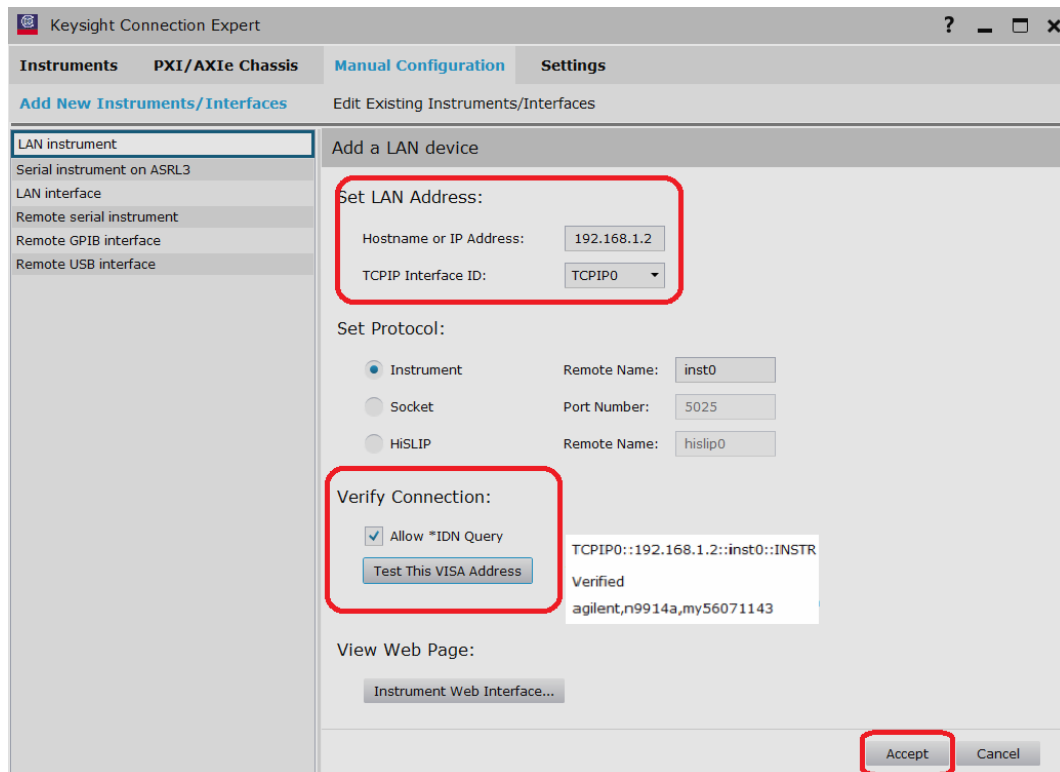 Keysight Connection Expert ? _ ×
Instruments PXI/AXIe Chassis Manual Configuration Settings
Add New Instruments/Interfaces Edit Existing Instruments/Interfaces
LAN instrument
Serial instrument on ASRL3
LAN interface
Remote serial instrument
Remote GPIB interface
Remote USB interface
Add a LAN device
Set LAN Address:
Hostname or IP Address: 192.168.1.2
TCPIP Interface ID: TCPIP0
Set Protocol:
Instrument Remote Name: inst0
Socket Port Number: 5025
HiSLIP Remote Name: hislip0
Verify Connection:
Allow *IDN Query
Test This VISA Address
TCPIP0::192.168.1.2::inst0::INSTR
Verified
agilent,n9914a,my56071143
View Web Page:
Instrument Web Interface...
Accept Cancel